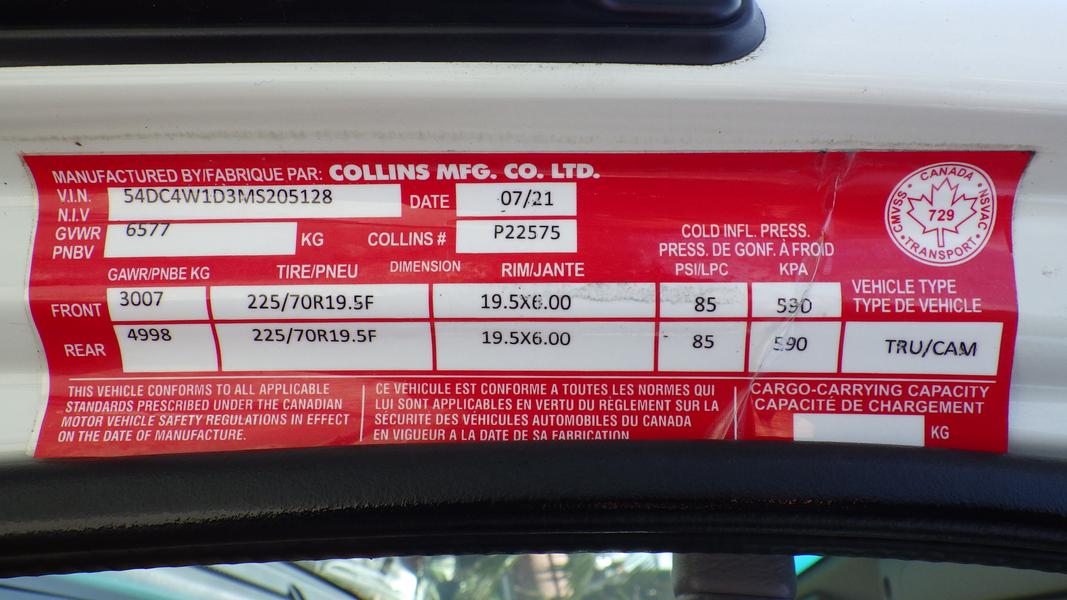 MANUFACTURED BY/FABRIQUE PAR: COLLINS MFG. CO. LTD.
V.I.N. 54DC4W1D3MS205128 DATE 07/21
N.I.V
GVWR 6577 KG COLLINS # P22575
PNBV
COLD INFL. PRESS.
PRESS. DE GONF. À FROID
GAWR/PNBE KG TIRE/PNEU DIMENSION RIM/JANTE PSI/LPC KPA
FRONT 3007 225/70R19.5F 19.5X6.00 85 590
REAR 4998 225/70R19.5F 19.5X6.00 85 590
VEHICLE TYPE
TYPE DE VEHICULE
TRU/CAM
CANADA
CMVSS 729 NSVAC
TRANSPORT
THIS VEHICLE CONFORMS TO ALL APPLICABLE
STANDARDS PRESCRIBED UNDER THE CANADIAN
MOTOR VEHICLE SAFETY REGULATIONS IN EFFECT
ON THE DATE OF MANUFACTURE.
CE VEHICULE EST CONFORME A TOUTES LES NORMES QUI
LUI SONT APPLICABLES EN VERTU DU RÈGLEMENT SUR LA
SÉCURITE DES VÉHICULES AUTOMOBILES DU CANADA
EN VIGUEUR A LA DATE DE SA FABRICATION
CARGO-CARRYING CAPACITY
CAPACITÉ DE CHARGEMENT
KG